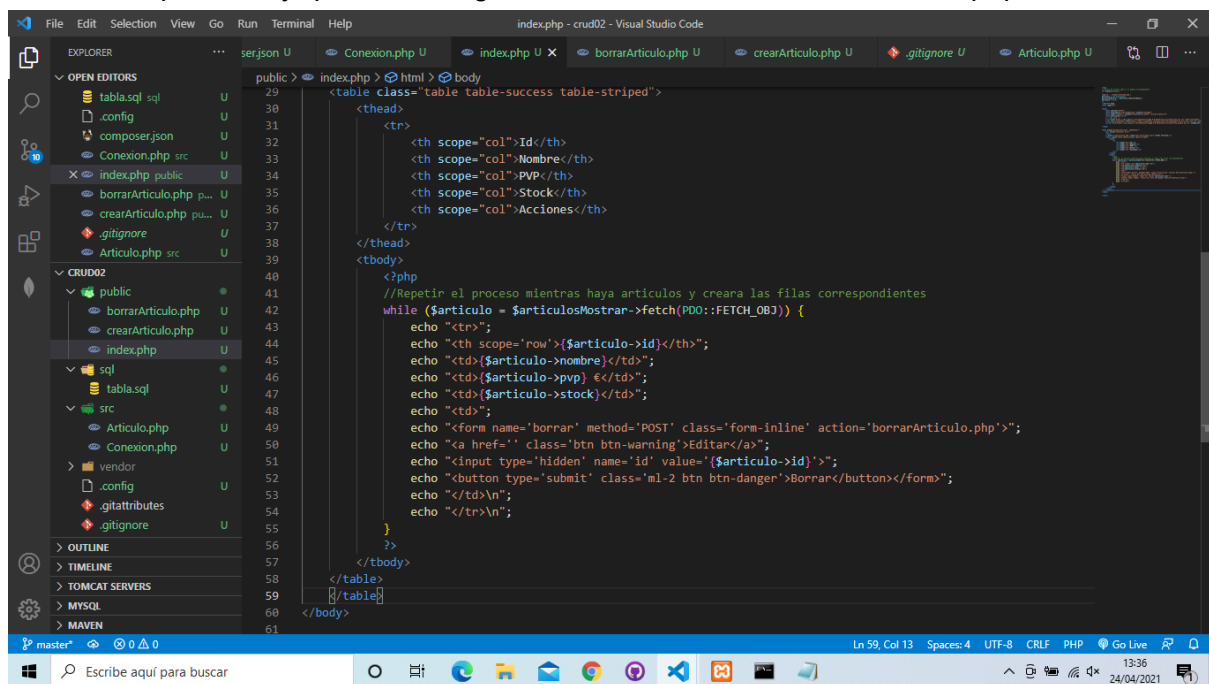 File Edit Selection View Go Run Terminal Help
index.php - crud02 - Visual Studio Code
EXPLORER
ser.json U
Conexion.php U
index.php U
borrarArticulo.php U
crearArticulo.php U
.gitignore U
Articulo.php U
OPEN EDITORS
tabla.sql sql U
.config U
composer.json U
Conexion.php src U
index.php public U
borrarArticulo.php p... U
crearArticulo.php pu... U
.gitignore U
Articulo.php src U
CRUD02
public
borrarArticulo.php U
crearArticulo.php U
index.php U
sql
tabla.sql U
src
Articulo.php U
Conexion.php U
vendor
.config U
.gitattributes
.gitignore U
OUTLINE
TIMELINE
TOMCAT SERVERS
MYSQL
MAVEN
10
public > index.php > html > body
29 <table class="table table-success table-striped">
30 <thead>
31 <tr>
32 <th scope="col">Id</th>
33 <th scope="col">Nombre</th>
34 <th scope="col">PVP</th>
35 <th scope="col">Stock</th>
36 <th scope="col">Acciones</th>
37 </tr>
38 </thead>
39 <tbody>
40 <?php
41 //Repetir el proceso mientras haya articulos y creara las filas correspondientes
42 while ($articulo = $articulosMostrar->fetch(PDO::FETCH_OBJ)) {
43 echo "<tr>";
44 echo "<th scope='row'>{$articulo->id}</th>";
45 echo "<td>{$articulo->nombre}</td>";
46 echo "<td>{$articulo->pvp} €</td>";
47 echo "<td>{$articulo->stock}</td>";
48 echo "<td>";
49 echo "<form name='borrar' method='POST' class='form-inline' action='borrarArticulo.php'>";
50 echo "<a href='' class='btn btn-warning'>Editar</a>";
51 echo "<input type='hidden' name='id' value='{$articulo->id}'>";
52 echo "<button type='submit' class='ml-2 btn btn-danger'>Borrar</button></form>";
53 echo "</td>\n";
54 echo "</tr>\n";
55 }
56 ?>
57 </tbody>
58 </table>
59 </table>
60 </body>
61
master* 0 0 Ln 59, Col 13 Spaces: 4 UTF-8 CRLF PHP Go Live
Escribe aquí para buscar
13:36
24/04/2021
1